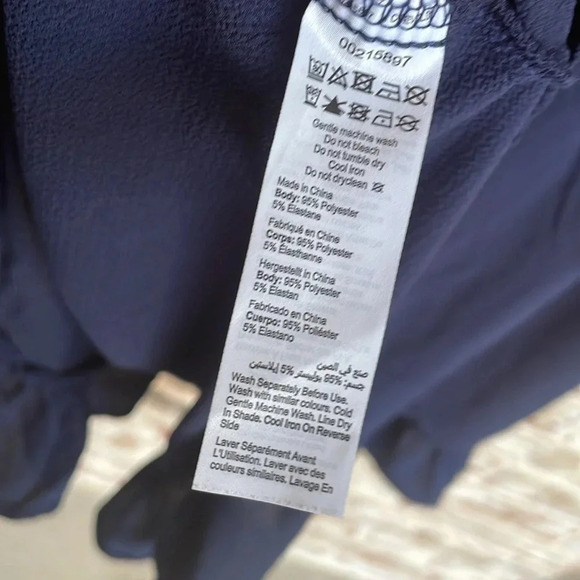 00215897
Gentle machine wash
Do not bleach
Do not tumble dry
Cool Iron
Do not dryclean
Made in China
Body: 95% Polyester
5% Elastane
Fabriqué en Chine
Corps: 95% Polyester
5% Élasthanne
Hergestellt in China
Body: 95% Polyester
5% Elastan
Fabricado en China
Cuerpo: 95% Poliéster
5% Elastano
صنع في الصين
جسم: 95% بوليستر 5% إيلاستين
Wash Separately Before Use.
Wash with similar colours. Cold
Gentle Machine Wash. Line Dry
In Shade. Cool Iron On Reverse
Side
Laver Séparément Avant
L'Utilisation. Laver avec des
couleurs similaires. Lavage En